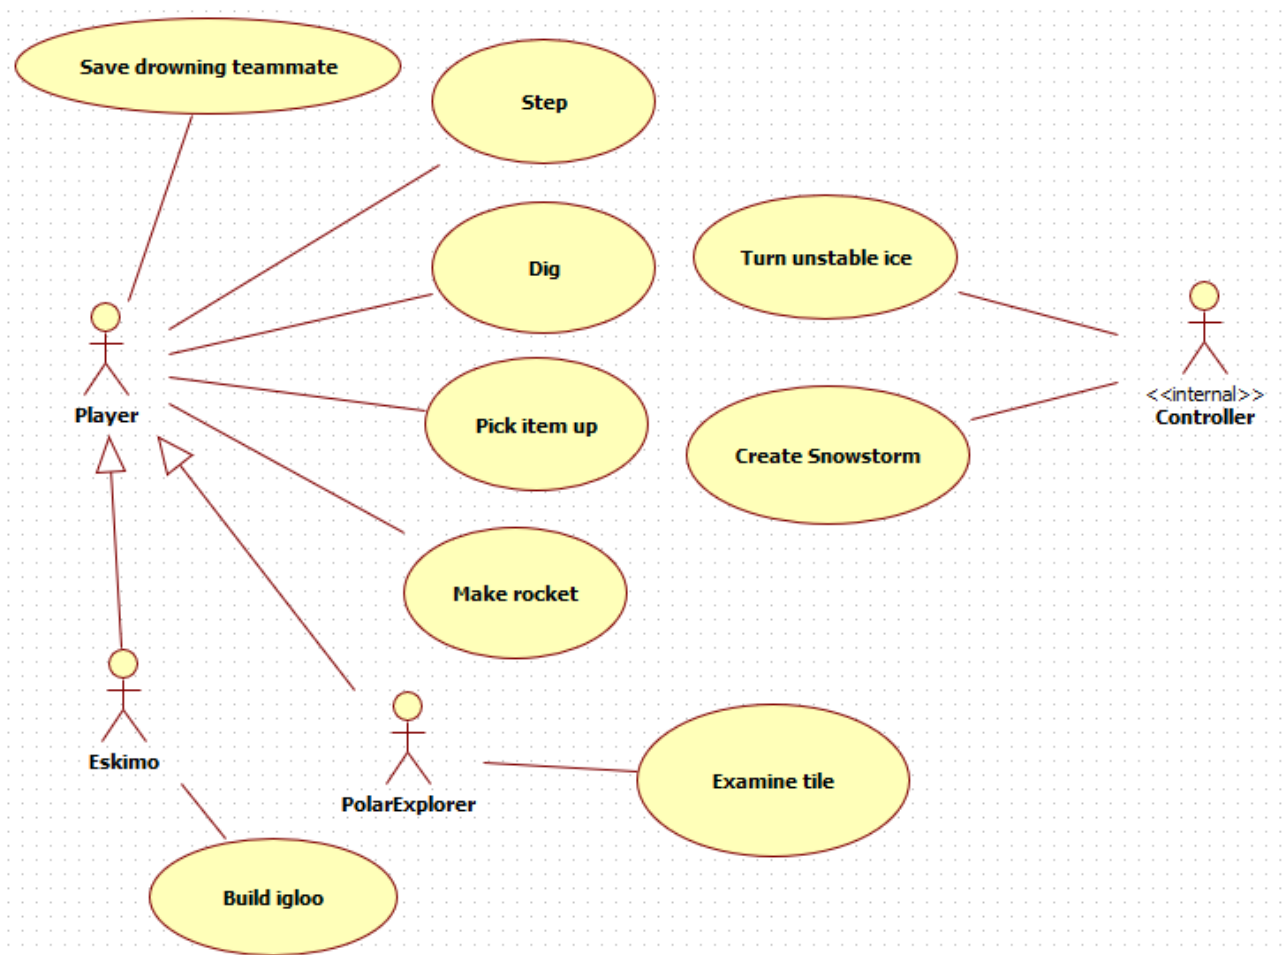 Save drowning teammate
Step
Dig
Turn unstable ice
Player
Pick item up
<<internal>>
Controller
Create Snowstorm
Make rocket
Eskimo
PolarExplorer
Examine tile
Build igloo